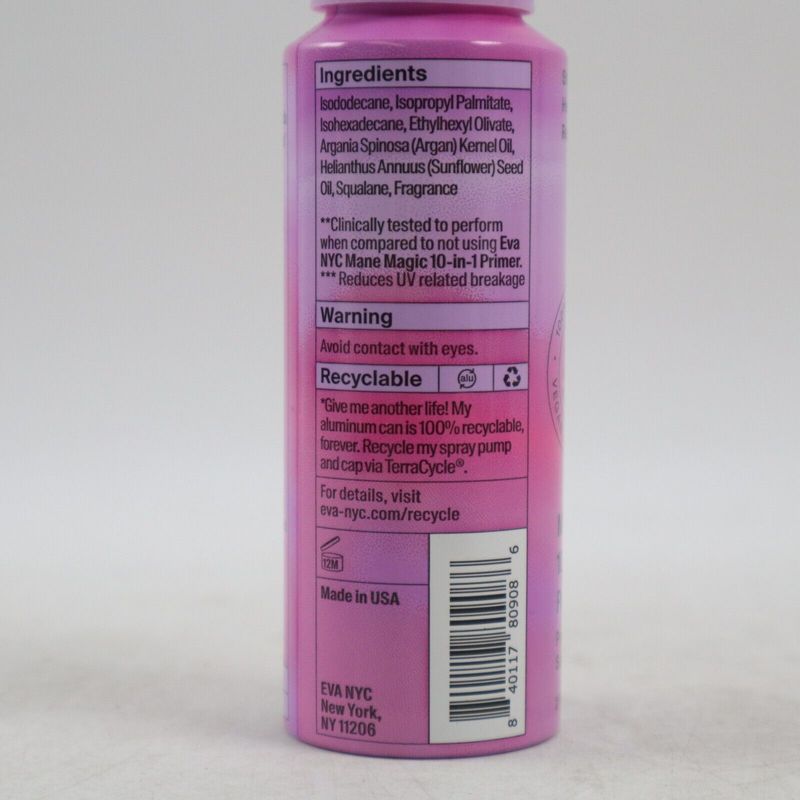 Ingredients
Isododecane, Isopropyl Palmitate,
Isohexadecane, Ethylhexyl Olivate,
Argania Spinosa (Argan) Kernel Oil,
Helianthus Annuus (Sunflower) Seed
Oil, Squalane, Fragrance
**Clinically tested to perform
when compared to not using Eva
NYC Mane Magic 10-in-1 Primer.
*** Reduces UV related breakage
Warning
Avoid contact with eyes.
Recyclable
alu
*Give me another life! My
aluminum can is 100% recyclable,
forever. Recycle my spray pump
and cap via TerraCycle®.
For details, visit
eva-nyc.com/recycle
12M
Made in USA
EVA NYC
New York,
NY 11206
8 40117 80908 6